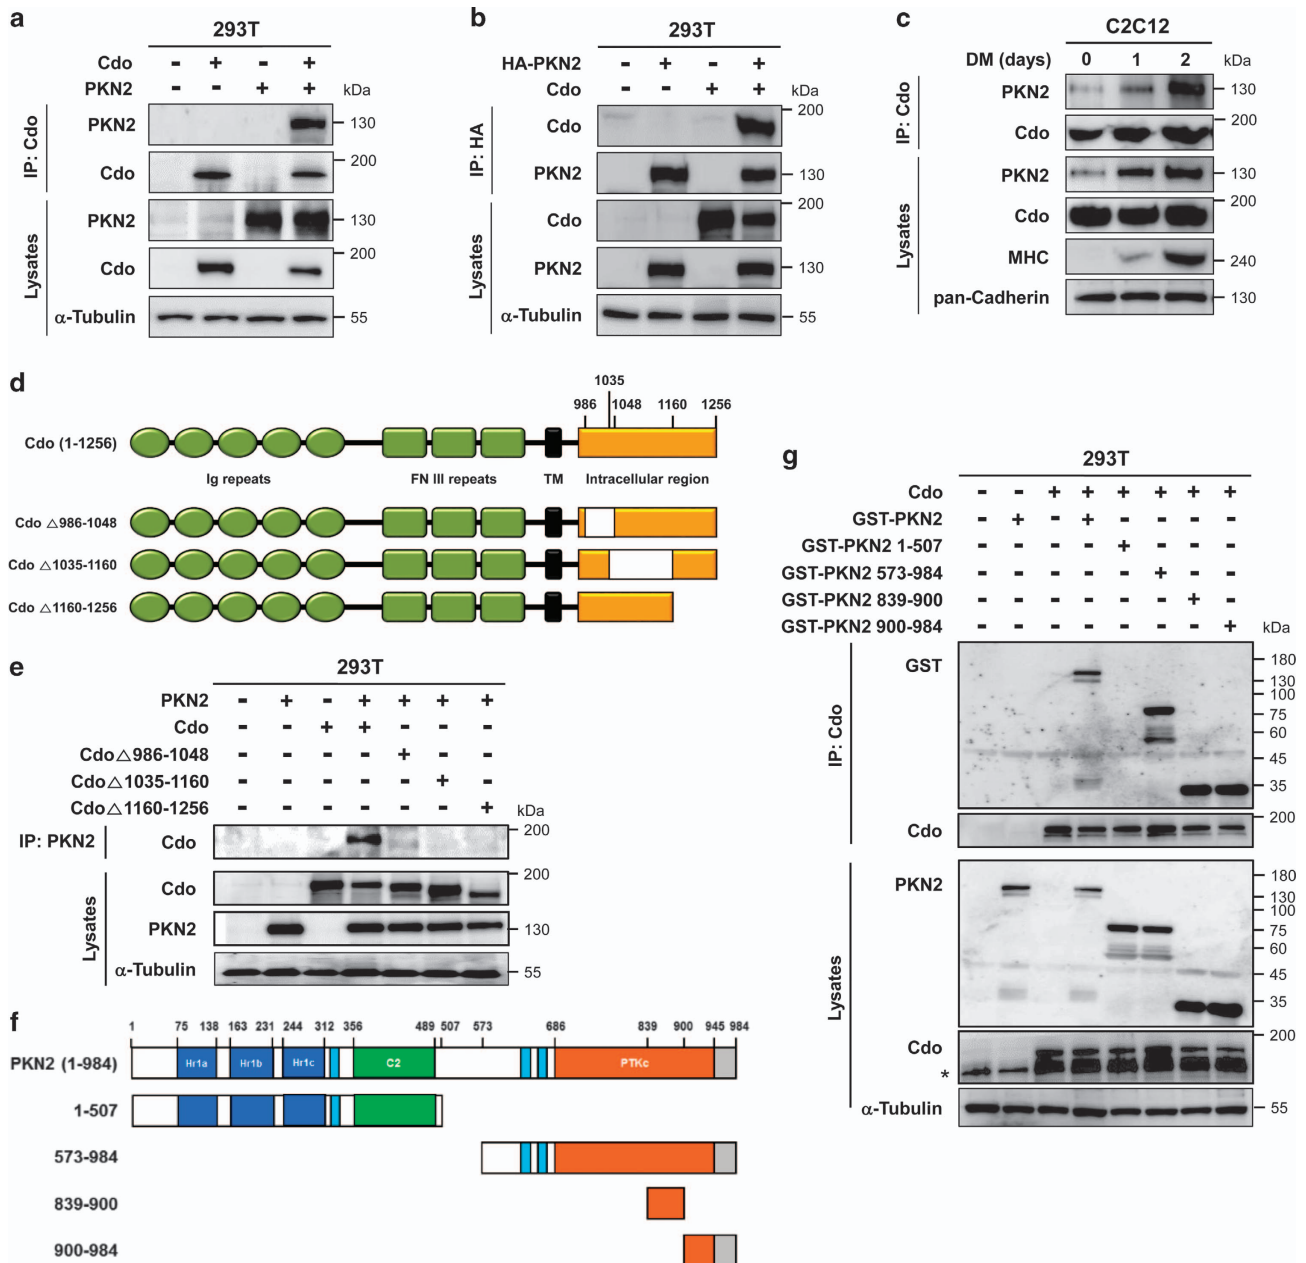 a
293T
Cdo - + - +
PKN2 - - + + kDa
IP: Cdo
PKN2 130
200
Cdo
Lysates
PKN2 130
200
Cdo
α-Tubulin 55
b
293T
HA-PKN2 - + - +
Cdo - - + + kDa
IP: HA
200
Cdo
PKN2 130
Lysates
200
Cdo
PKN2 130
α-Tubulin 55
c
C2C12
DM (days) 0 1 2 kDa
IP: Cdo
PKN2 130
200
Cdo
Lysates
PKN2 130
200
Cdo
MHC 240
pan-Cadherin 130
d
1035
986 1048 1160 1256
Cdo (1-1256)
Ig repeats FN III repeats TM Intracellular region
Cdo △986-1048
Cdo △1035-1160
Cdo △1160-1256
e
293T
PKN2 - + - + + + +
Cdo - - + + - - -
Cdo△986-1048 - - - - + - -
Cdo△1035-1160 - - - - - + -
Cdo△1160-1256 - - - - - - + kDa
200
IP: PKN2 Cdo
Lysates
200
Cdo
PKN2 130
α-Tubulin 55
f
1 75 138 163 231 244 312 356 489 507 573 686 839 900 945 984
PKN2 (1-984) Hr1a Hr1b Hr1c C2 PTKc
1-507
573-984
839-900
900-984
g
293T
Cdo - - + + + + + +
GST-PKN2 - + - + - - - -
GST-PKN2 1-507 - - - - + - - -
GST-PKN2 573-984 - - - - - + - -
GST-PKN2 839-900 - - - - - - + -
GST-PKN2 900-984 - - - - - - - + kDa
IP: Cdo
GST 180
130
100
75
60
45
35
200
Cdo
Lysates
PKN2 180
130
100
75
60
45
35
200
Cdo
*
α-Tubulin 55